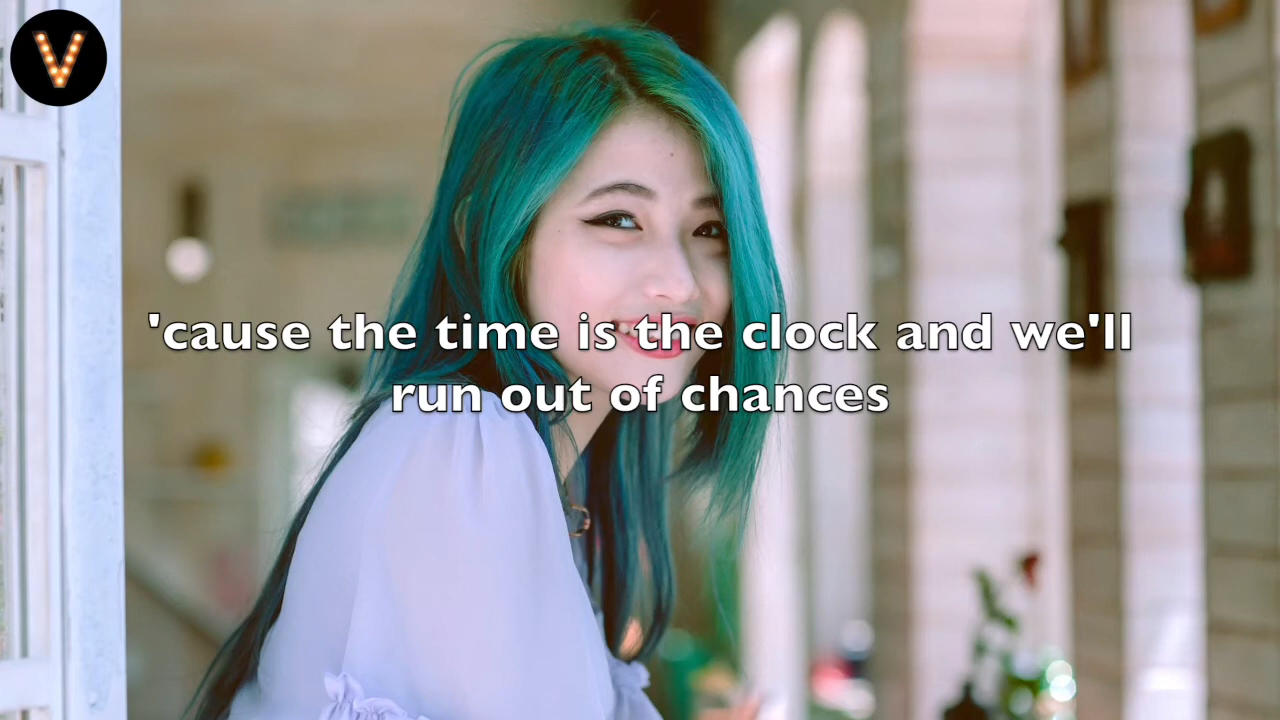 V
'cause the time is the clock and we'll
run out of chances